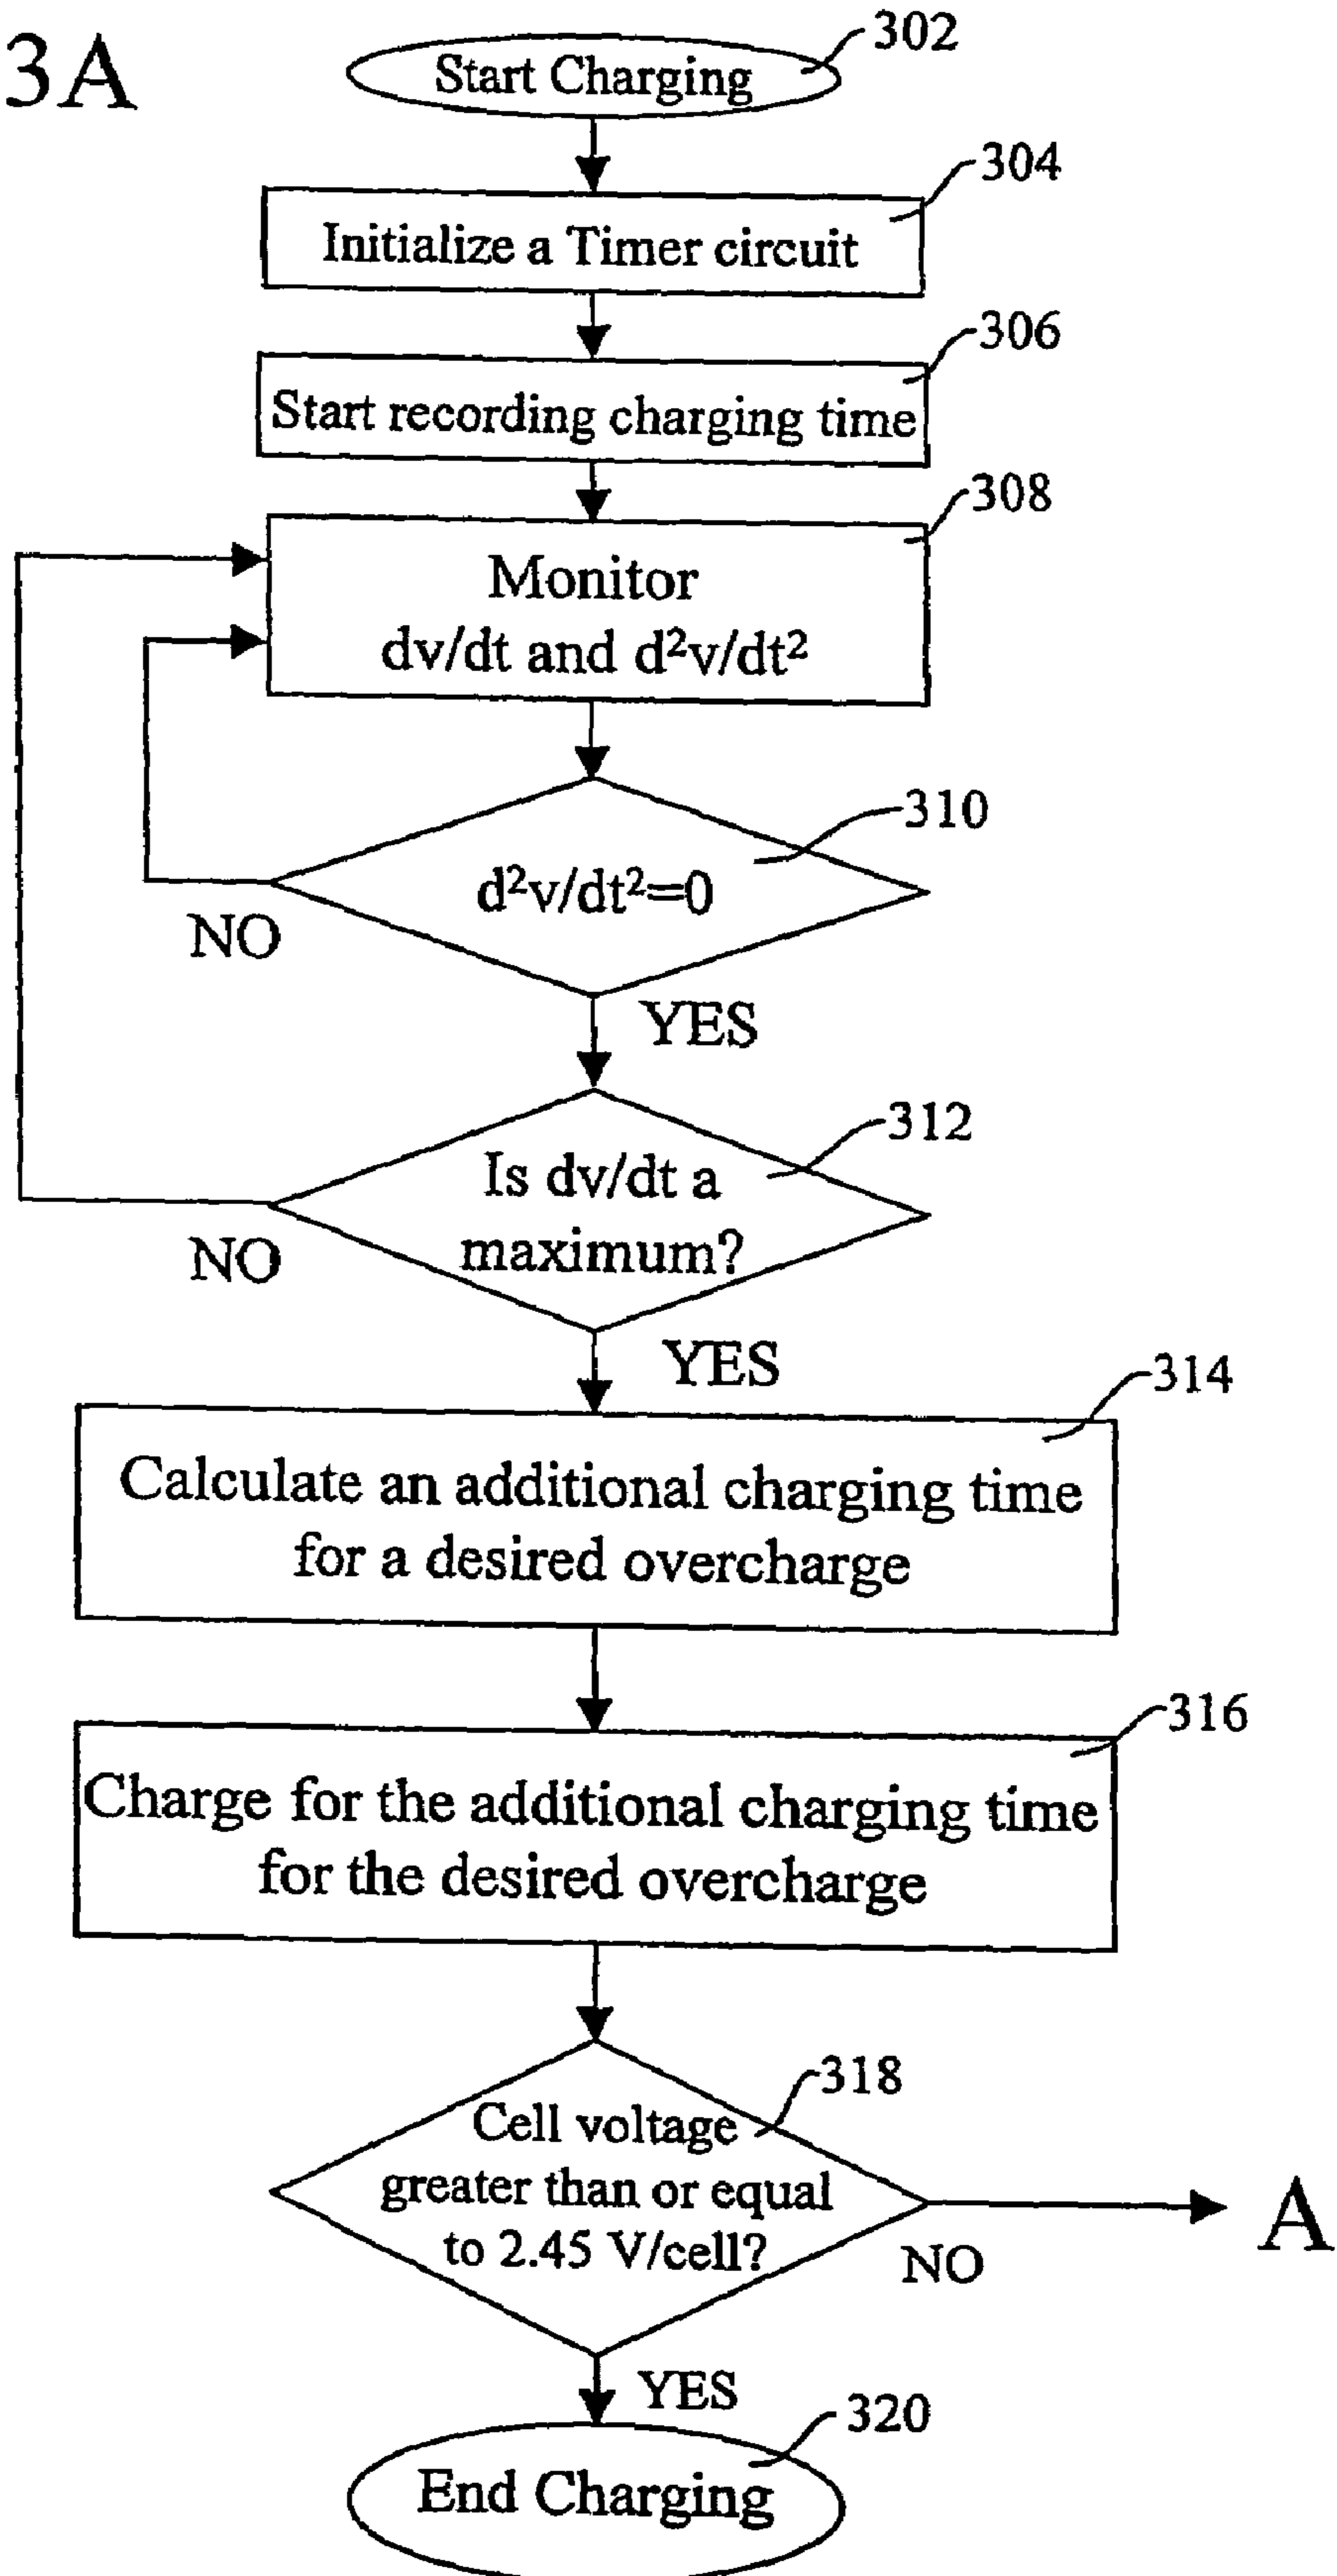 3A
Start Charging
302
Initialize a Timer circuit
304
Start recording charging time
306
Monitor
dv/dt and d²v/dt²
308
d²v/dt²=0
310
NO
YES
Is dv/dt a
maximum?
312
NO
YES
Calculate an additional charging time
for a desired overcharge
314
Charge for the additional charging time
for the desired overcharge
316
Cell voltage
greater than or equal
to 2.45 V/cell?
318
NO
A
YES
End Charging
320